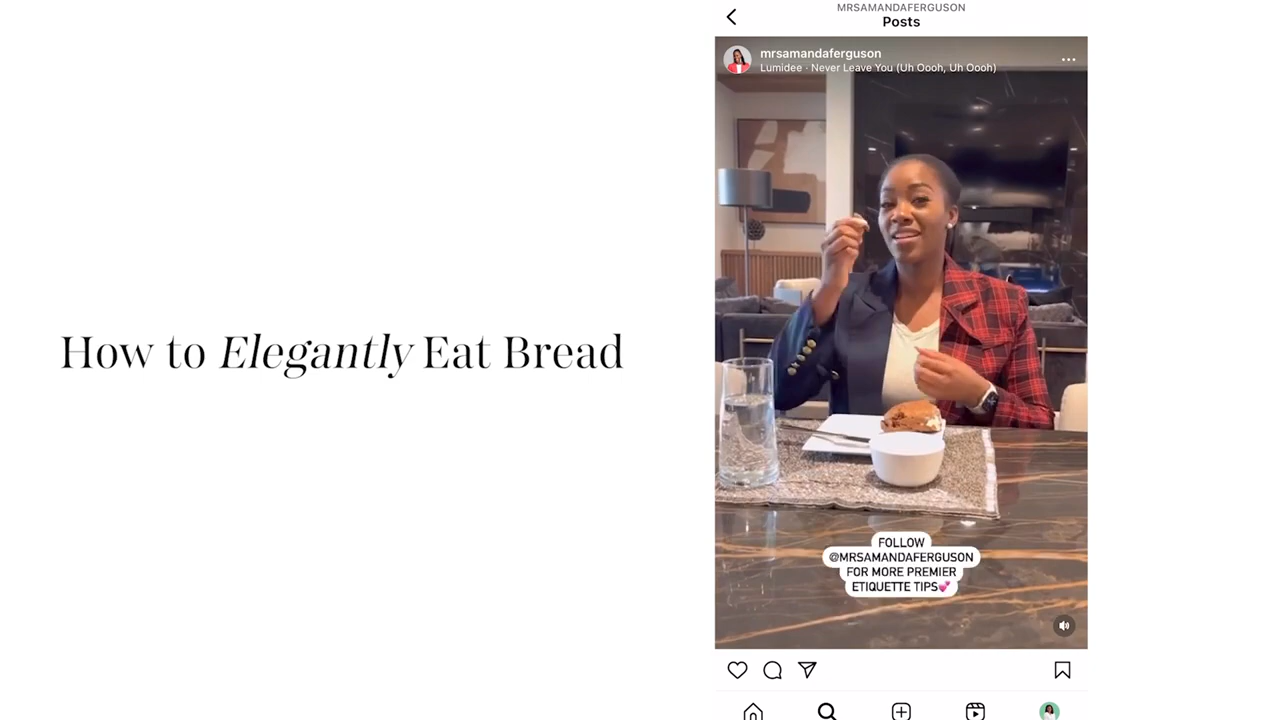 How to Elegantly Eat Bread
MRSAMANDAFERGUSON
Posts
mrsamandaferguson
Lumidee · Never Leave You (Uh Oooh, Uh Oooh)
FOLLOW
@MRSAMANDAFERGUSON
FOR MORE PREMIER
ETIQUETTE TIPS💞